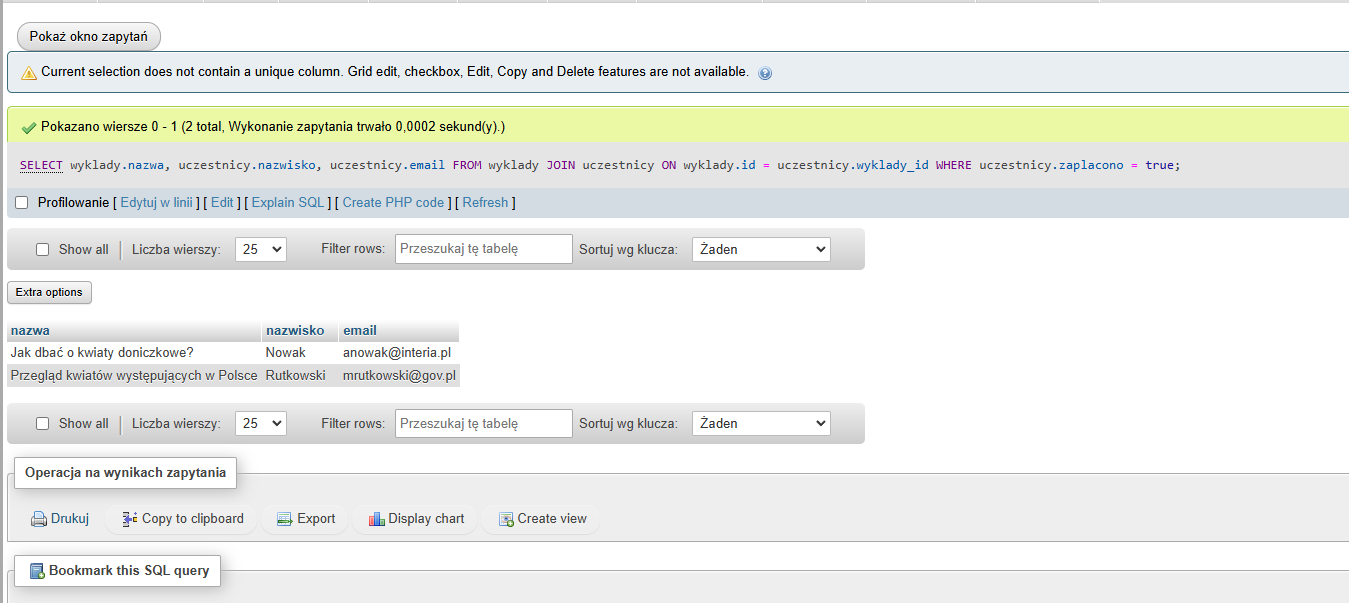 Pokaż okno zapytań
Current selection does not contain a unique column. Grid edit, checkbox, Edit, Copy and Delete features are not available.
Pokazano wiersze 0 - 1 (2 total, Wykonanie zapytania trwało 0,0002 sekund(y).)
SELECT wyklady.nazwa, uczestnicy.nazwisko, uczestnicy.email FROM wyklady JOIN uczestnicy ON wyklady.id = uczestnicy.wyklady_id WHERE uczestnicy.zaplacono = true;
Profilowanie [ Edytuj w linii ] [ Edit ] [ Explain SQL ] [ Create PHP code ] [ Refresh ]
Show all | Liczba wierszy: 25 Filter rows: Przeszukaj tę tabelę Sortuj wg klucza: Żaden
Extra options
nazwa nazwisko email
Jak dbać o kwiaty doniczkowe? Nowak anowak@interia.pl
Przegląd kwiatów występujących w Polsce Rutkowski mrutkowski@gov.pl
Show all | Liczba wierszy: 25 Filter rows: Przeszukaj tę tabelę Sortuj wg klucza: Żaden
Operacja na wynikach zapytania
Drukuj Copy to clipboard Export Display chart Create view
Bookmark this SQL query